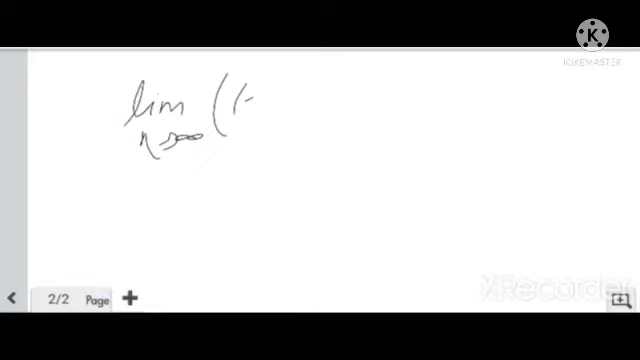 K
KINEMASTER
lim (1-
n→∞
XRecorder
2/2 Page